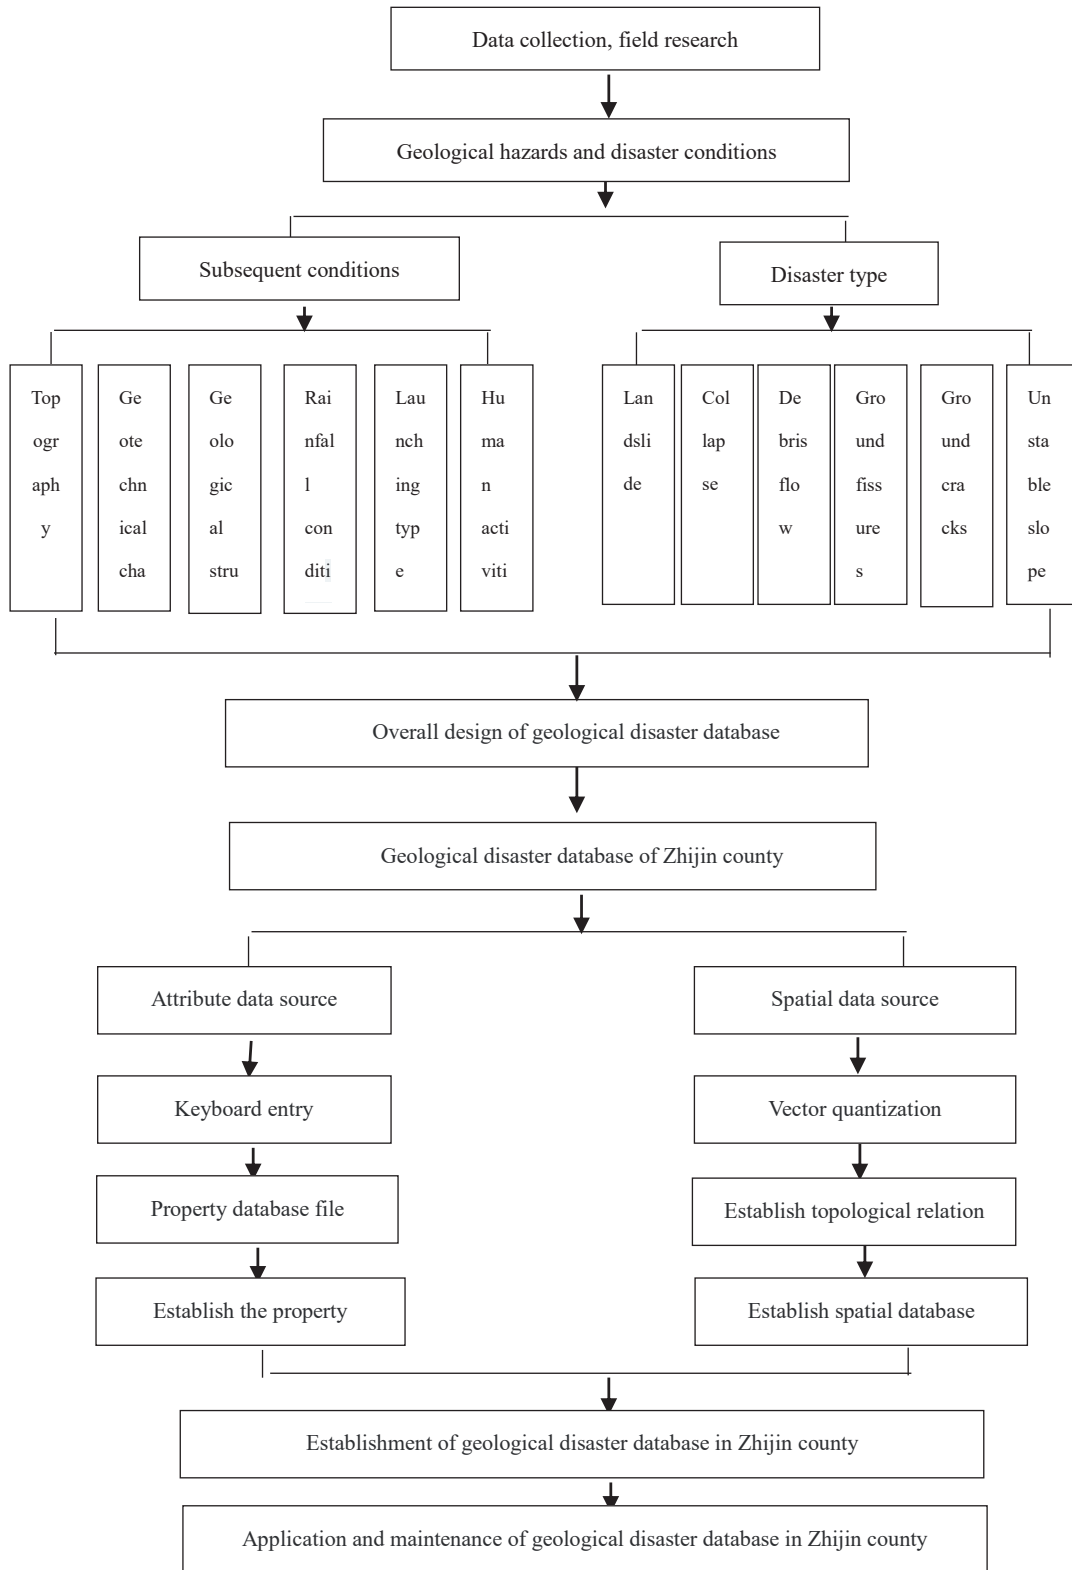 Data collection, field research
Geological hazards and disaster conditions
Subsequent conditions
Disaster type
Top
ogr
aph
y
Ge
ote
chn
ical
cha
Ge
olo
gic
al
stru
Rai
nfal
l
con
diti
Lau
nch
ing
typ
e
Hu
ma
n
acti
viti
Lan
dsli
de
Col
lap
se
De
bris
flo
w
Gro
und
fiss
ure
s
Gro
und
cra
cks
Un
sta
ble
slo
pe
Overall design of geological disaster database
Geological disaster database of Zhijin county
Attribute data source
Spatial data source
Keyboard entry
Vector quantization
Property database file
Establish topological relation
Establish the property
Establish spatial database
Establishment of geological disaster database in Zhijin county
Application and maintenance of geological disaster database in Zhijin county